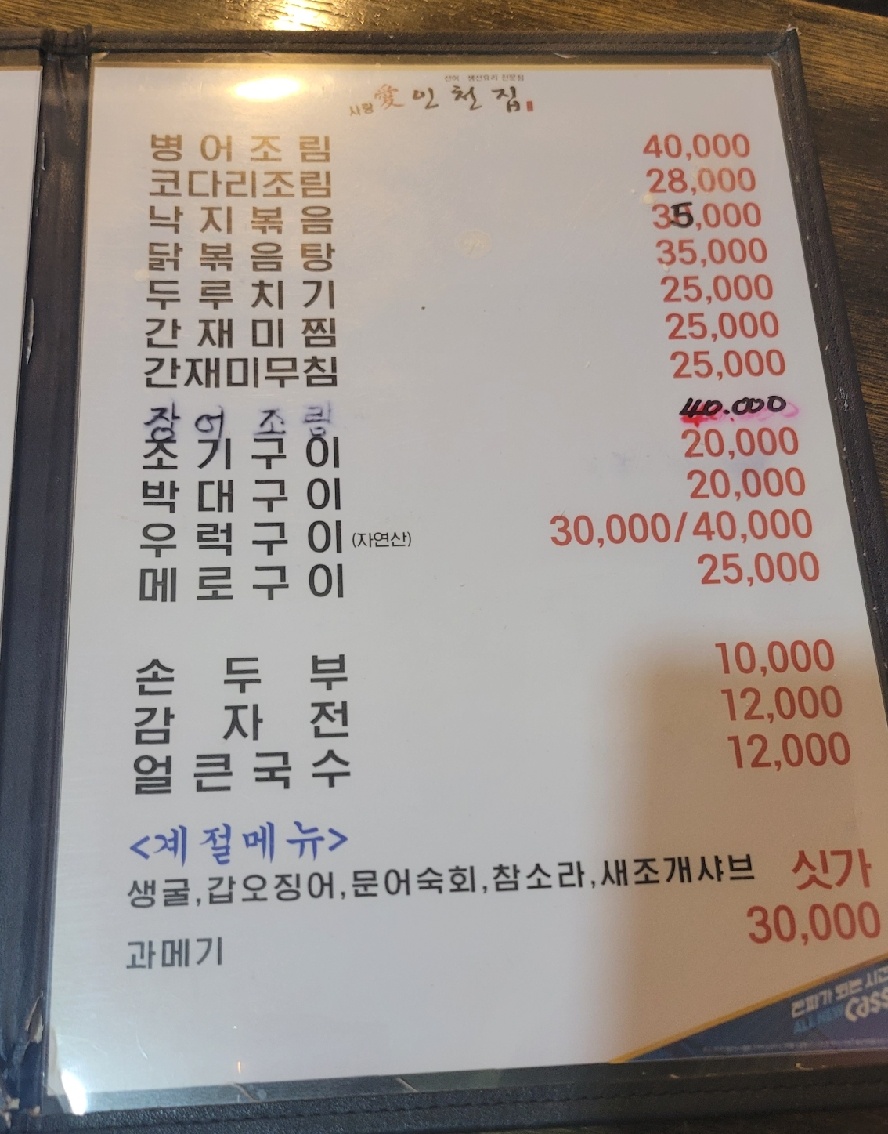 사랑 愛 인천집
병어조림 40,000
코다리조림 28,000
낙지볶음 35,000
닭볶음탕 35,000
두루치기 25,000
간재미찜 25,000
간재미무침 25,000
장어조림 40.000
조기구이 20,000
박대구이 20,000
우럭구이(자연산) 30,000/40,000
메로구이 25,000
손두부 10,000
감자전 12,000
얼큰국수 12,000
<계절메뉴>
생굴,갑오징어,문어숙회,참소라,새조개샤브 싯가
과메기 30,000
ALL NEW Cass